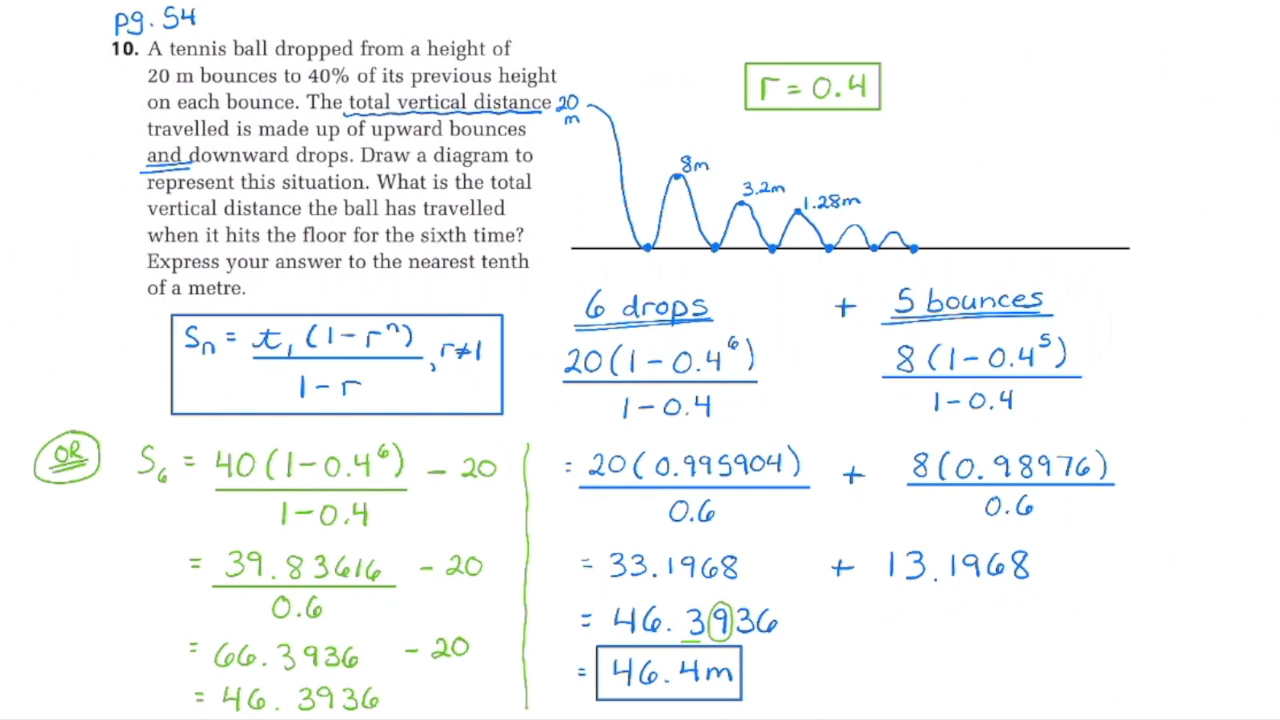 pg. 54
10. A tennis ball dropped from a height of
20 m bounces to 40% of its previous height
on each bounce. The total vertical distance
travelled is made up of upward bounces
and downward drops. Draw a diagram to
represent this situation. What is the total
vertical distance the ball has travelled
when it hits the floor for the sixth time?
Express your answer to the nearest tenth
of a metre.
r = 0.4
20
m
8m
3.2m
1.28m
Sn = t₁(1-rⁿ) / 1-r , r≠1
6 drops + 5 bounces
20(1-0.4⁶) / 1-0.4
8(1-0.4⁵) / 1-0.4
= 20(0.995904) / 0.6 + 8(0.98976) / 0.6
= 33.1968 + 13.1968
= 46.3936
= 46.4m
OR
S₆ = 40(1-0.4⁶) / 1-0.4 - 20
= 39.83616 / 0.6 - 20
= 66.3936 - 20
= 46.3936